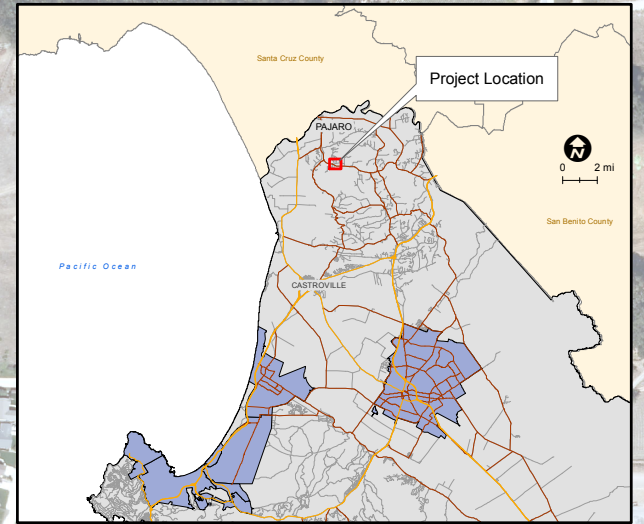 Santa Cruz County
Project Location
PAJARO
N
0 2 mi
San Benito County
Pacific Ocean
CASTROVILLE